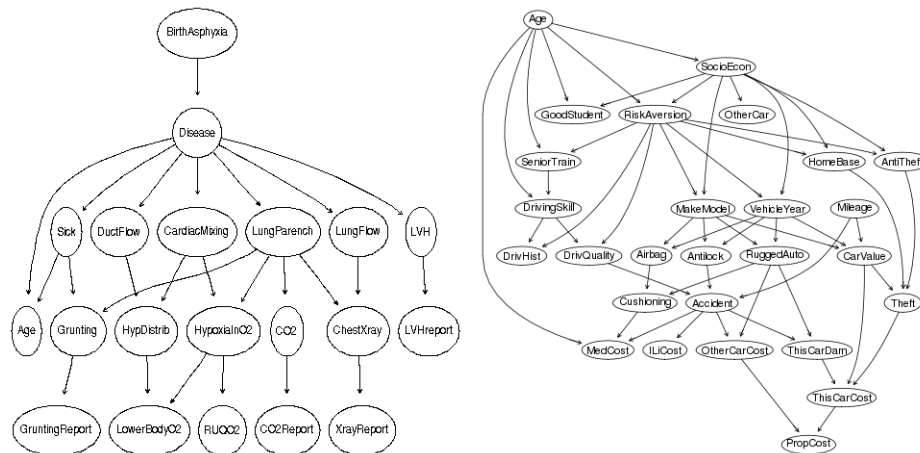 BirthAsphyxia
Disease
Sick
DuctFlow
CardiacMixing
LungParench
LungFlow
LVH
Age
Grunting
HypDistrib
HypoxiaInO2
CO2
ChestXray
LVHreport
GruntingReport
LowerBodyO2
RUQO2
CO2Report
XrayReport
Age
SocioEcon
GoodStudent
RiskAversion
OtherCar
SeniorTrain
HomeBase
AntiTheft
DrivingSkill
MakeModel
VehicleYear
Mileage
DrivHist
DrivQuality
Airbag
Antilock
RuggedAuto
CarValue
Cushioning
Accident
Theft
MedCost
ILiCost
OtherCarCost
ThisCarDam
ThisCarCost
PropCost